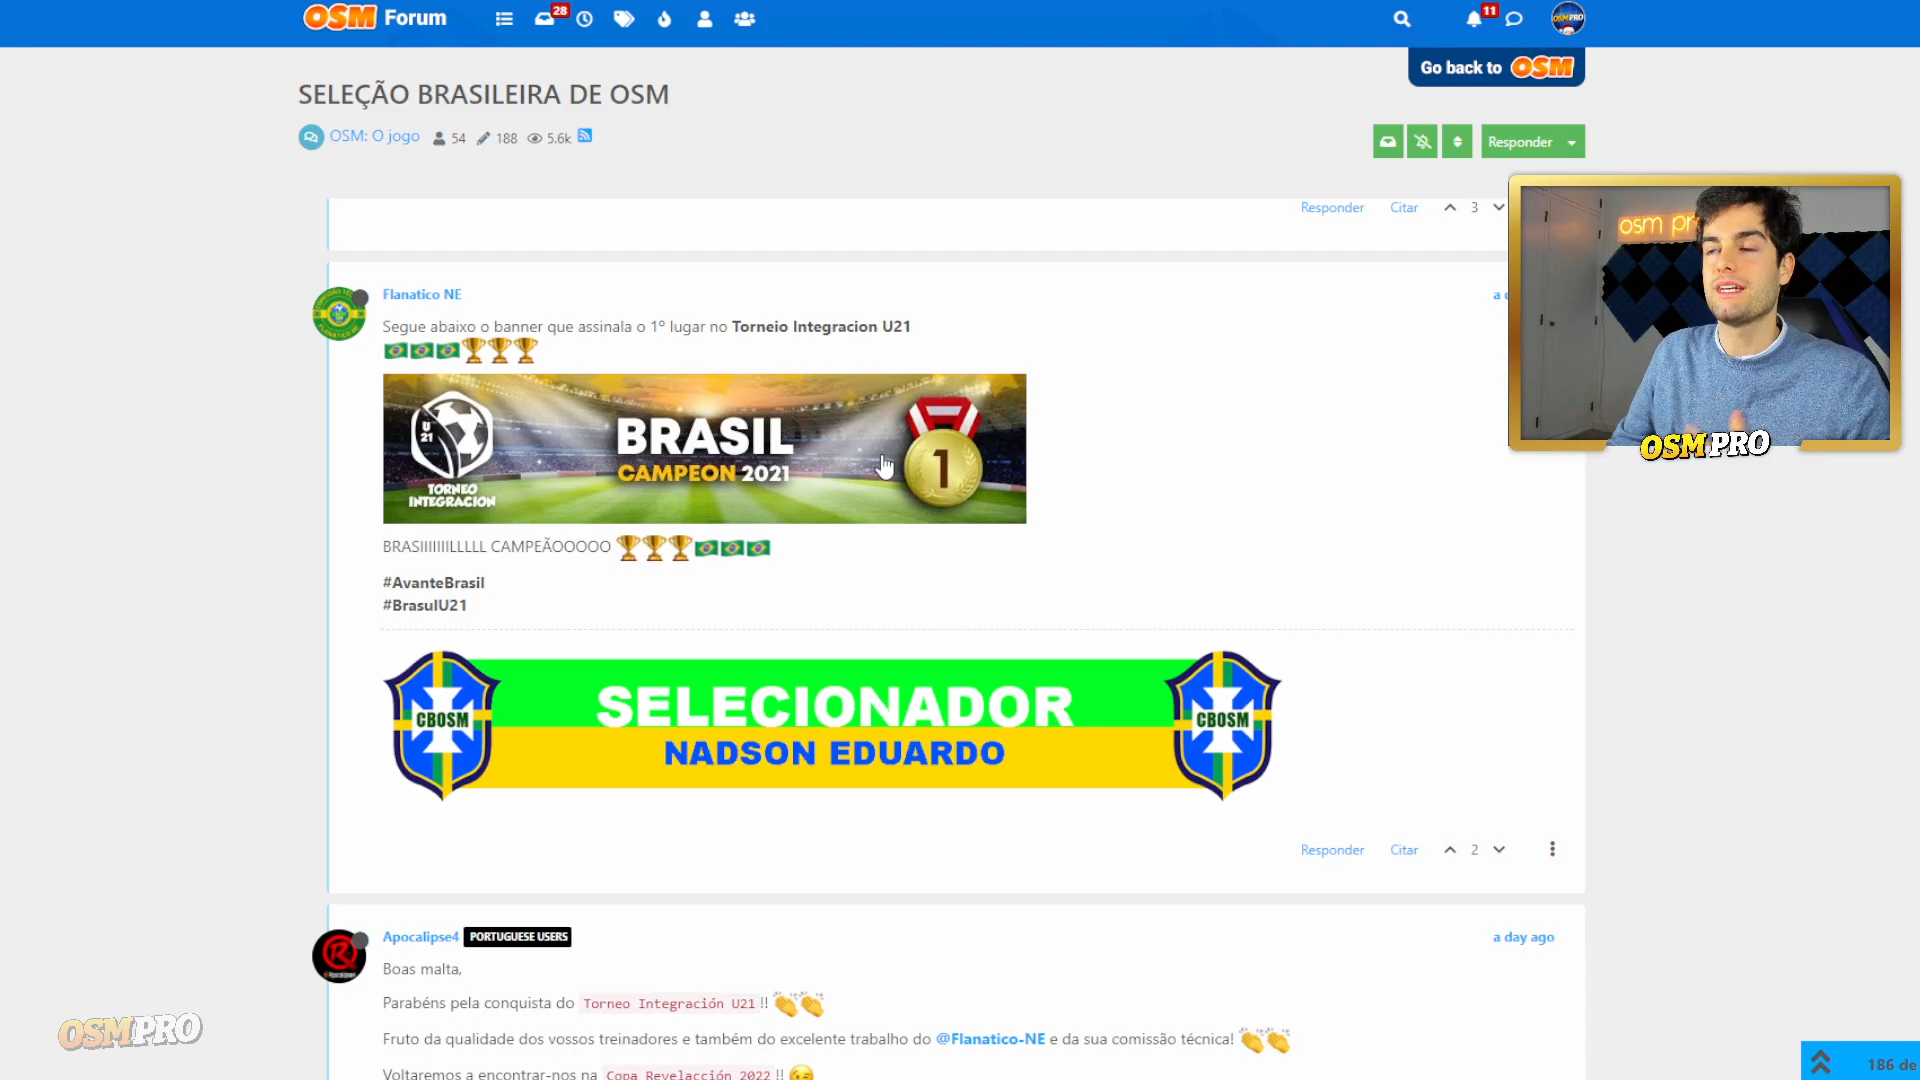 OSM Forum
28
11
OSMPRO
Go back to OSM
SELEÇÃO BRASILEIRA DE OSM
OSM: O jogo 54 188 5.6k
Responder
Responder Citar 3
osm pr
OSMPRO
Flanatico NE
Segue abaixo o banner que assinala o 1º lugar no Torneio Integracion U21
U
21
TORNEO
INTEGRACION
BRASIL
CAMPEON 2021
1
BRASIIIIIIIILLLLL CAMPEÃOOOOO
#AvanteBrasil
#BrasulU21
CBOSM
SELECIONADOR
NADSON EDUARDO
CBOSM
Responder Citar 2
Apocalipse4 PORTUGUESE USERS
a day ago
Boas malta,
Parabéns pela conquista do Torneo Integración U21!!
Fruto da qualidade dos vossos treinadores e também do excelente trabalho do @Flanatico-NE e da sua comissão técnica!
Voltaremos a encontrar-nos na Copa Revelacción 2022!!
OSMPRO
186 de